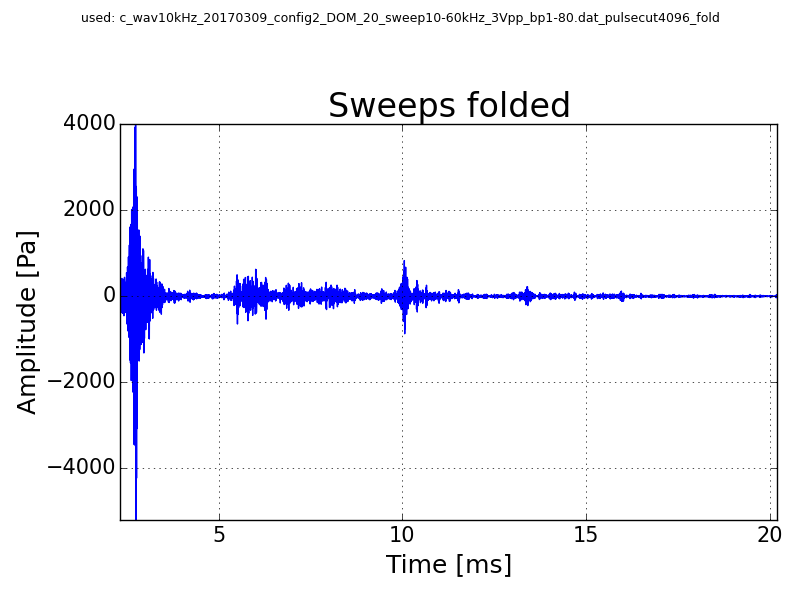 used: c_wav10kHz_20170309_config2_DOM_20_sweep10-60kHz_3Vpp_bp1-80.dat_pulsecut4096_fold
Sweeps folded
Amplitude [Pa]
4000
2000
0
−2000
−4000
5 10 15 20
Time [ms]